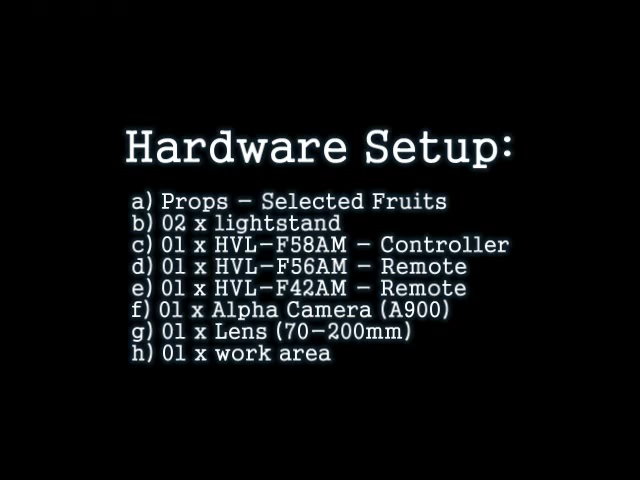 Hardware Setup:
a) Props - Selected Fruits
b) 02 x lightstand
c) 01 x HVL-F58AM - Controller
d) 01 x HVL-F56AM - Remote
e) 01 x HVL-F42AM - Remote
f) 01 x Alpha Camera (A900)
g) 01 x Lens (70-200mm)
h) 01 x work area